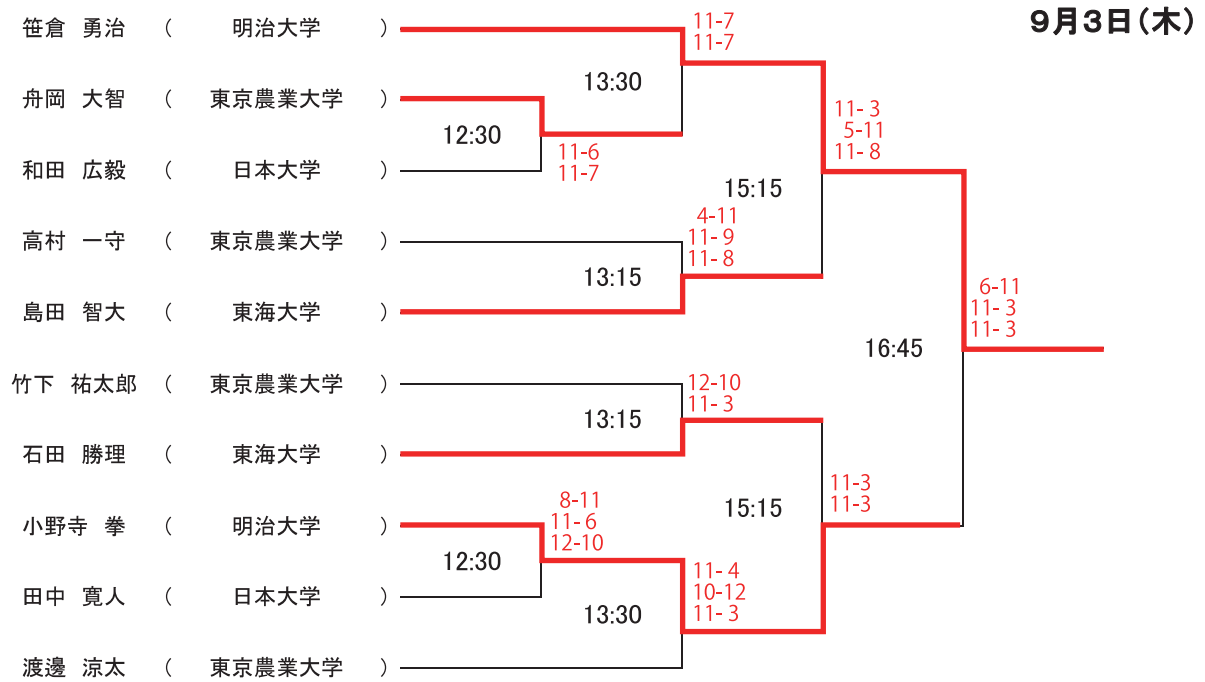 9月3日(木)
笹倉 勇治 ( 明治大学 )
11-7
11-7
13:30
舟岡 大智 ( 東京農業大学 )
11- 3
5-11
11- 8
12:30
11-6
11-7
和田 広毅 ( 日本大学 )
15:15
4-11
11- 9
11- 8
高村 一守 ( 東京農業大学 )
13:15
島田 智大 ( 東海大学 )
6-11
11- 3
11- 3
16:45
竹下 祐太郎 ( 東京農業大学 )
12-10
11- 3
13:15
石田 勝理 ( 東海大学 )
11-3
11-3
15:15
8-11
11- 6
12-10
小野寺 拳 ( 明治大学 )
12:30
11- 4
10-12
11- 3
田中 寛人 ( 日本大学 )
13:30
渡邊 涼太 ( 東京農業大学 )